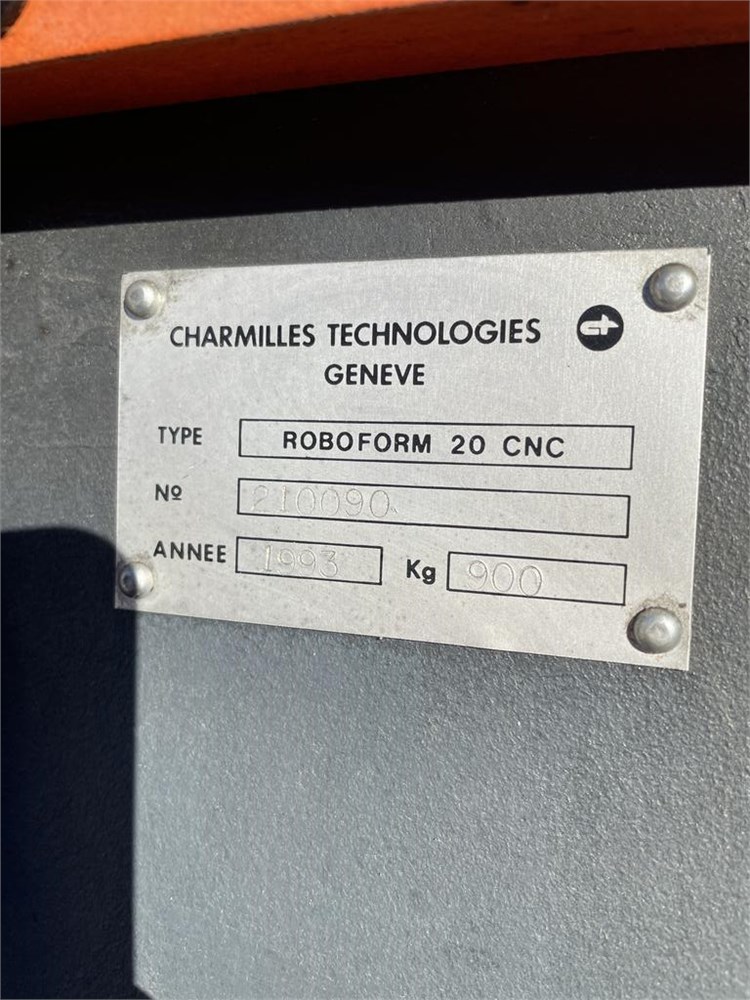 CHARMILLES TECHNOLOGIES
GENEVE
TYPE ROBOFORM 20 CNC
Nº 210090
ANNEE 1993 Kg 900